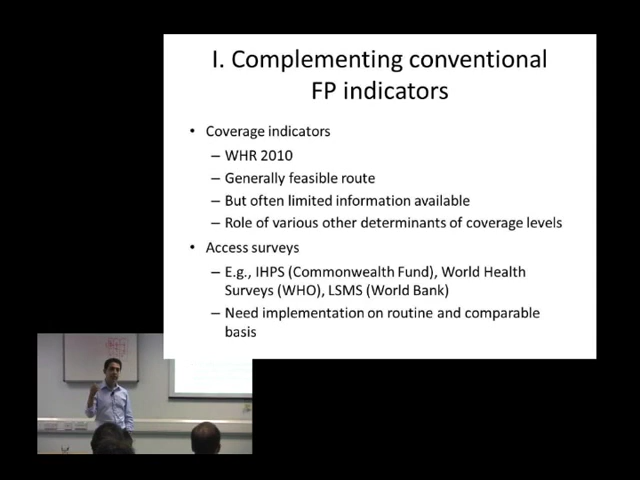 I. Complementing conventional
FP indicators
• Coverage indicators
– WHR 2010
– Generally feasible route
– But often limited information available
– Role of various other determinants of coverage levels
• Access surveys
– E.g., IHPS (Commonwealth Fund), World Health
Surveys (WHO), LSMS (World Bank)
– Need implementation on routine and comparable
basis